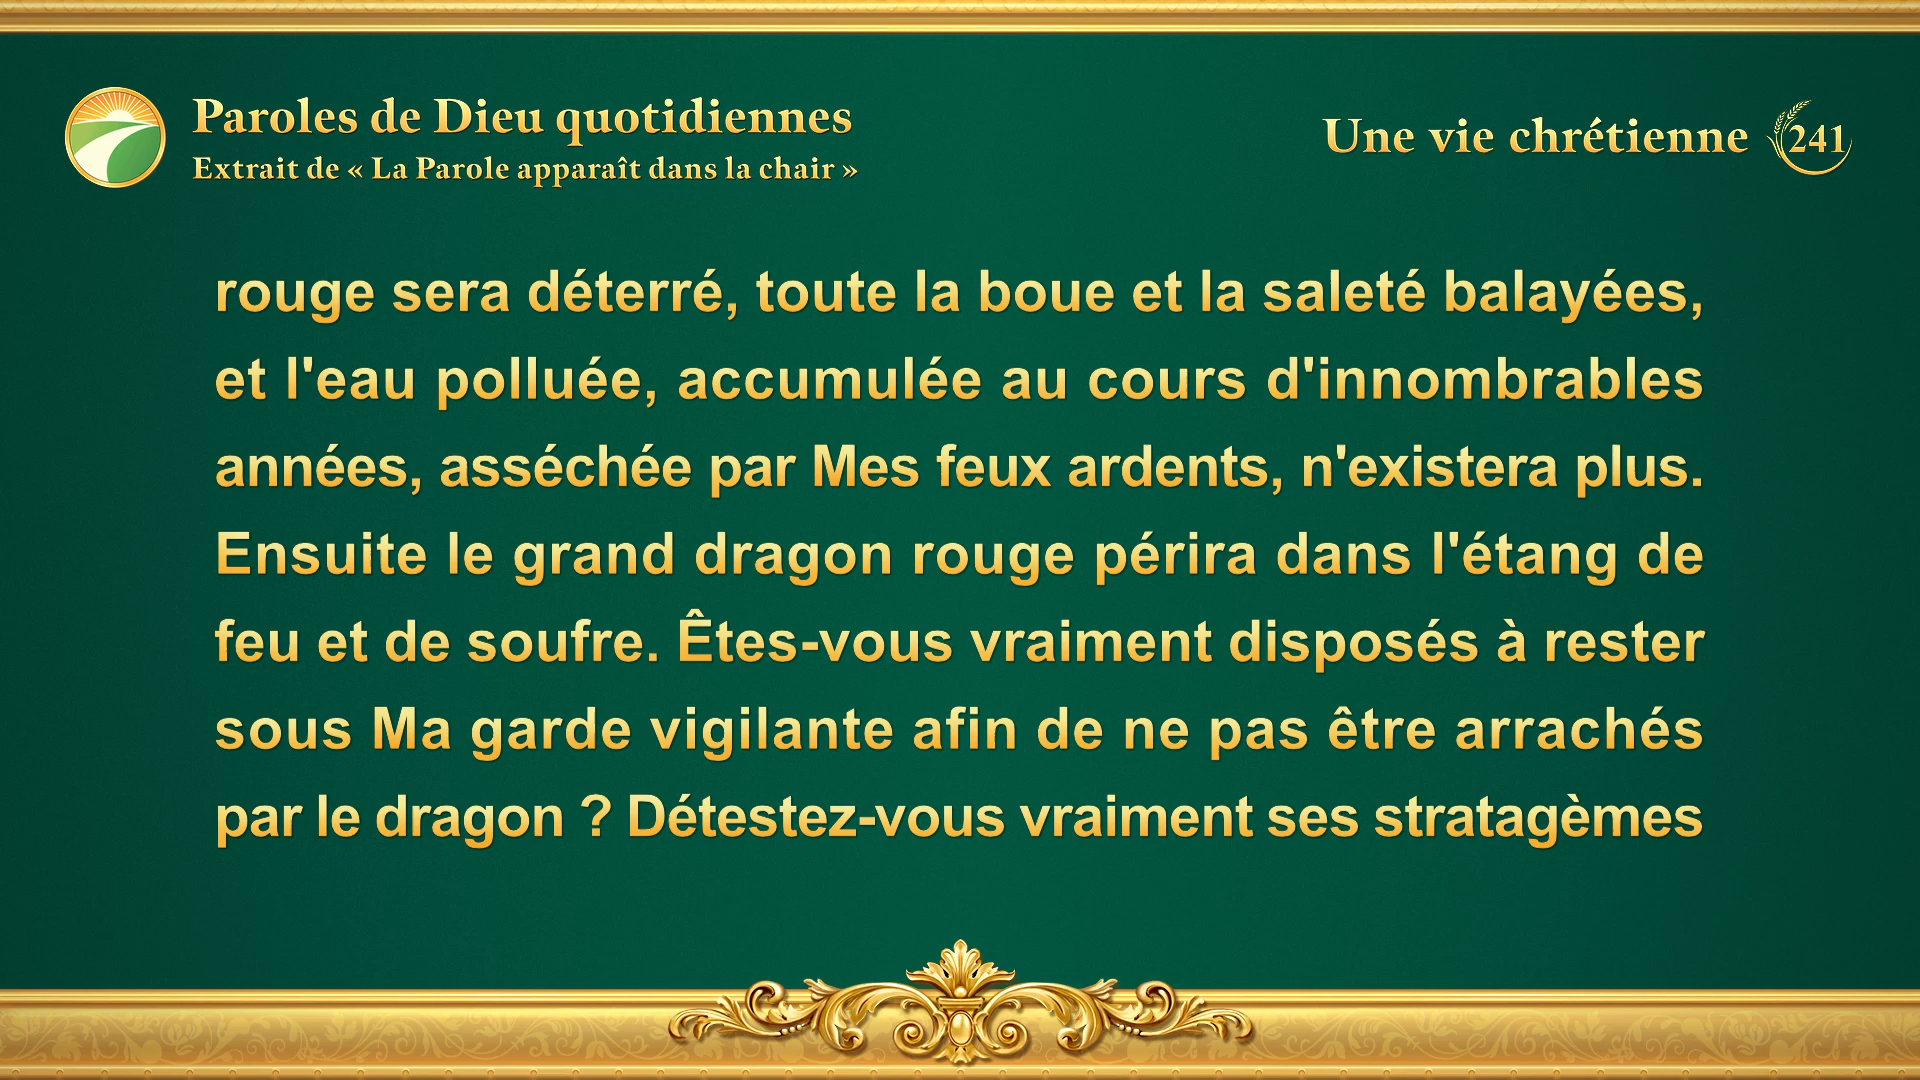 Paroles de Dieu quotidiennes
Extrait de « La Parole apparaît dans la chair »
Une vie chrétienne 241
rouge sera déterré, toute la boue et la saleté balayées,
et l'eau polluée, accumulée au cours d'innombrables
années, asséchée par Mes feux ardents, n'existera plus.
Ensuite le grand dragon rouge périra dans l'étang de
feu et de soufre. Êtes-vous vraiment disposés à rester
sous Ma garde vigilante afin de ne pas être arrachés
par le dragon ? Détestez-vous vraiment ses stratagèmes